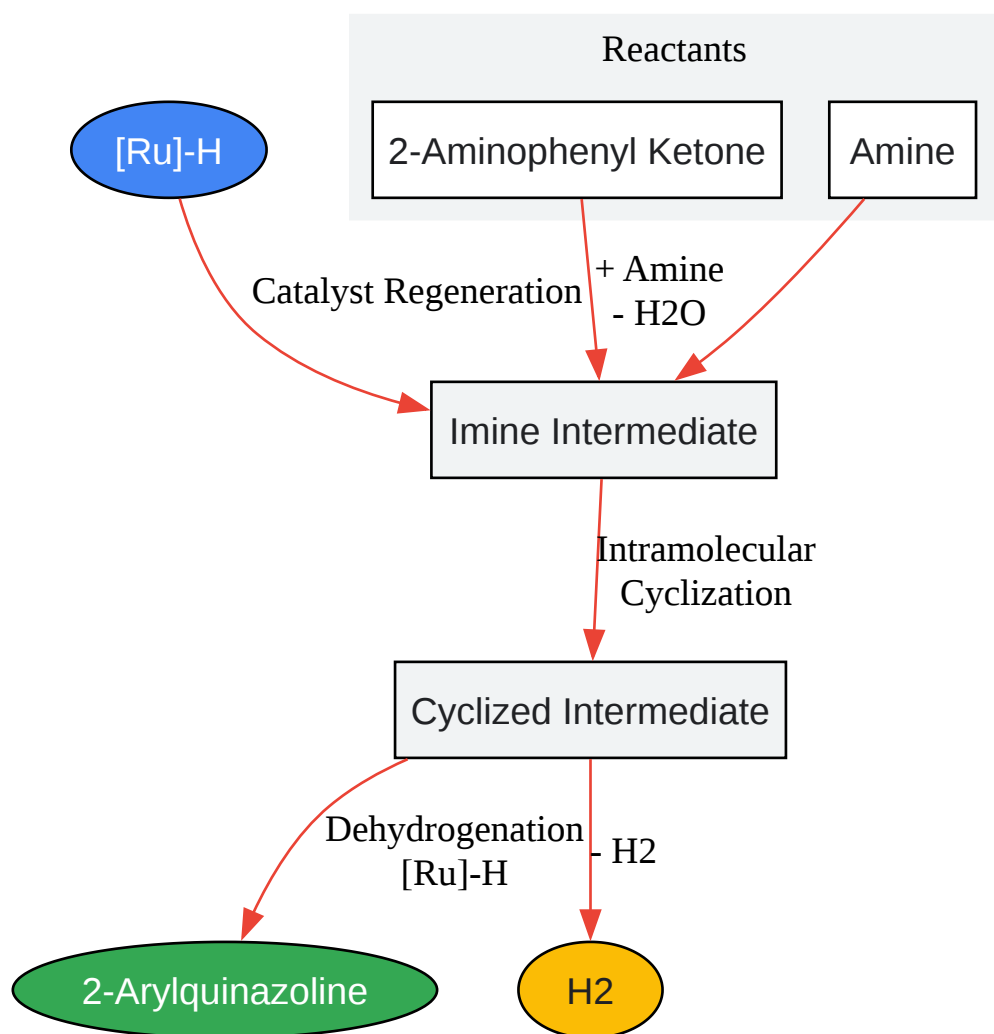 Reactants
[Ru]-H
2-Aminophenyl Ketone
Amine
Catalyst Regeneration
+ Amine
- H2O
Imine Intermediate
Intramolecular
Cyclization
Cyclized Intermediate
Dehydrogenation
[Ru]-H
- H2
2-Arylquinazoline
H2